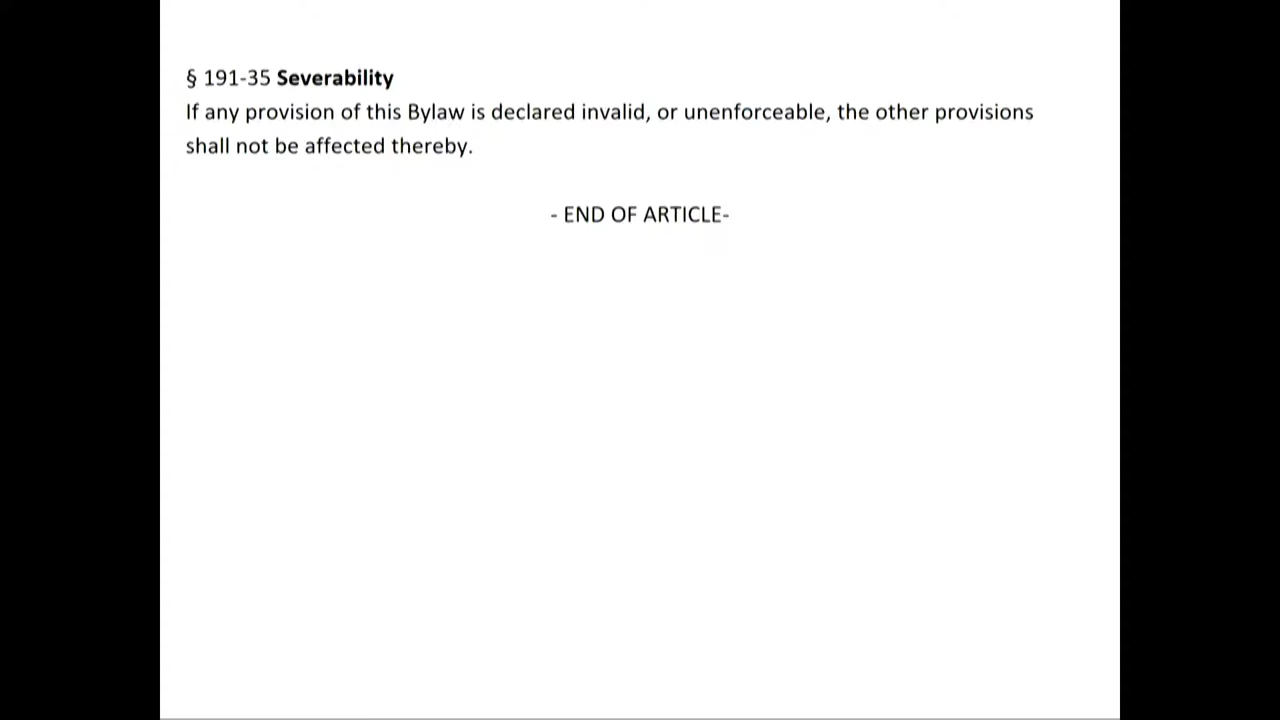 § 191-35 Severability
If any provision of this Bylaw is declared invalid, or unenforceable, the other provisions
shall not be affected thereby.
- END OF ARTICLE-